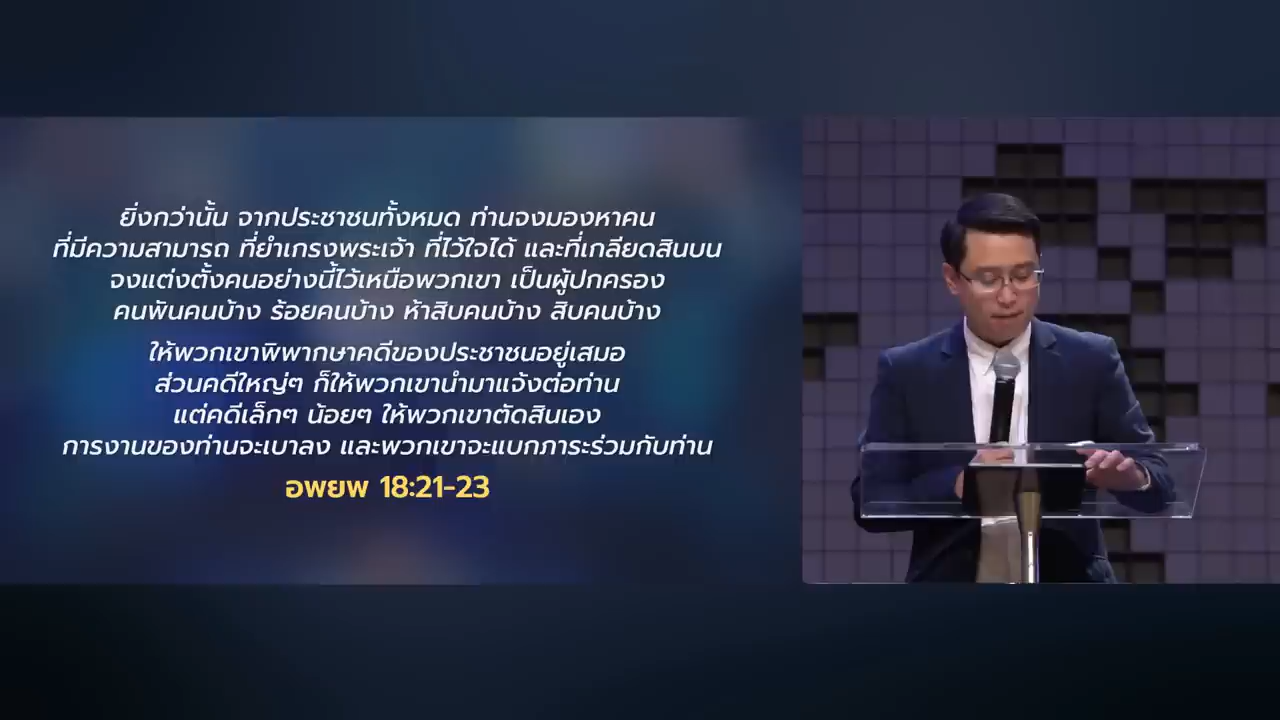 ยิ่งกว่านั้น จากประชาชนทั้งหมด ท่านจงมองหาคน
ที่มีความสามารถ ที่ยำเกรงพระเจ้า ที่ไว้ใจได้ และที่เกลียดสินบน
จงแต่งตั้งคนอย่างนี้ไว้เหนือพวกเขา เป็นผู้ปกครอง
คนพันคนบ้าง ร้อยคนบ้าง ห้าสิบคนบ้าง สิบคนบ้าง
ให้พวกเขาพิพากษาคดีของประชาชนอยู่เสมอ
ส่วนคดีใหญ่ๆ ก็ให้พวกเขานำมาแจ้งต่อท่าน
แต่คดีเล็กๆ น้อยๆ ให้พวกเขาตัดสินเอง
การงานของท่านจะเบาลง และพวกเขาจะแบกภาระร่วมกับท่าน
อพยพ 18:21-23